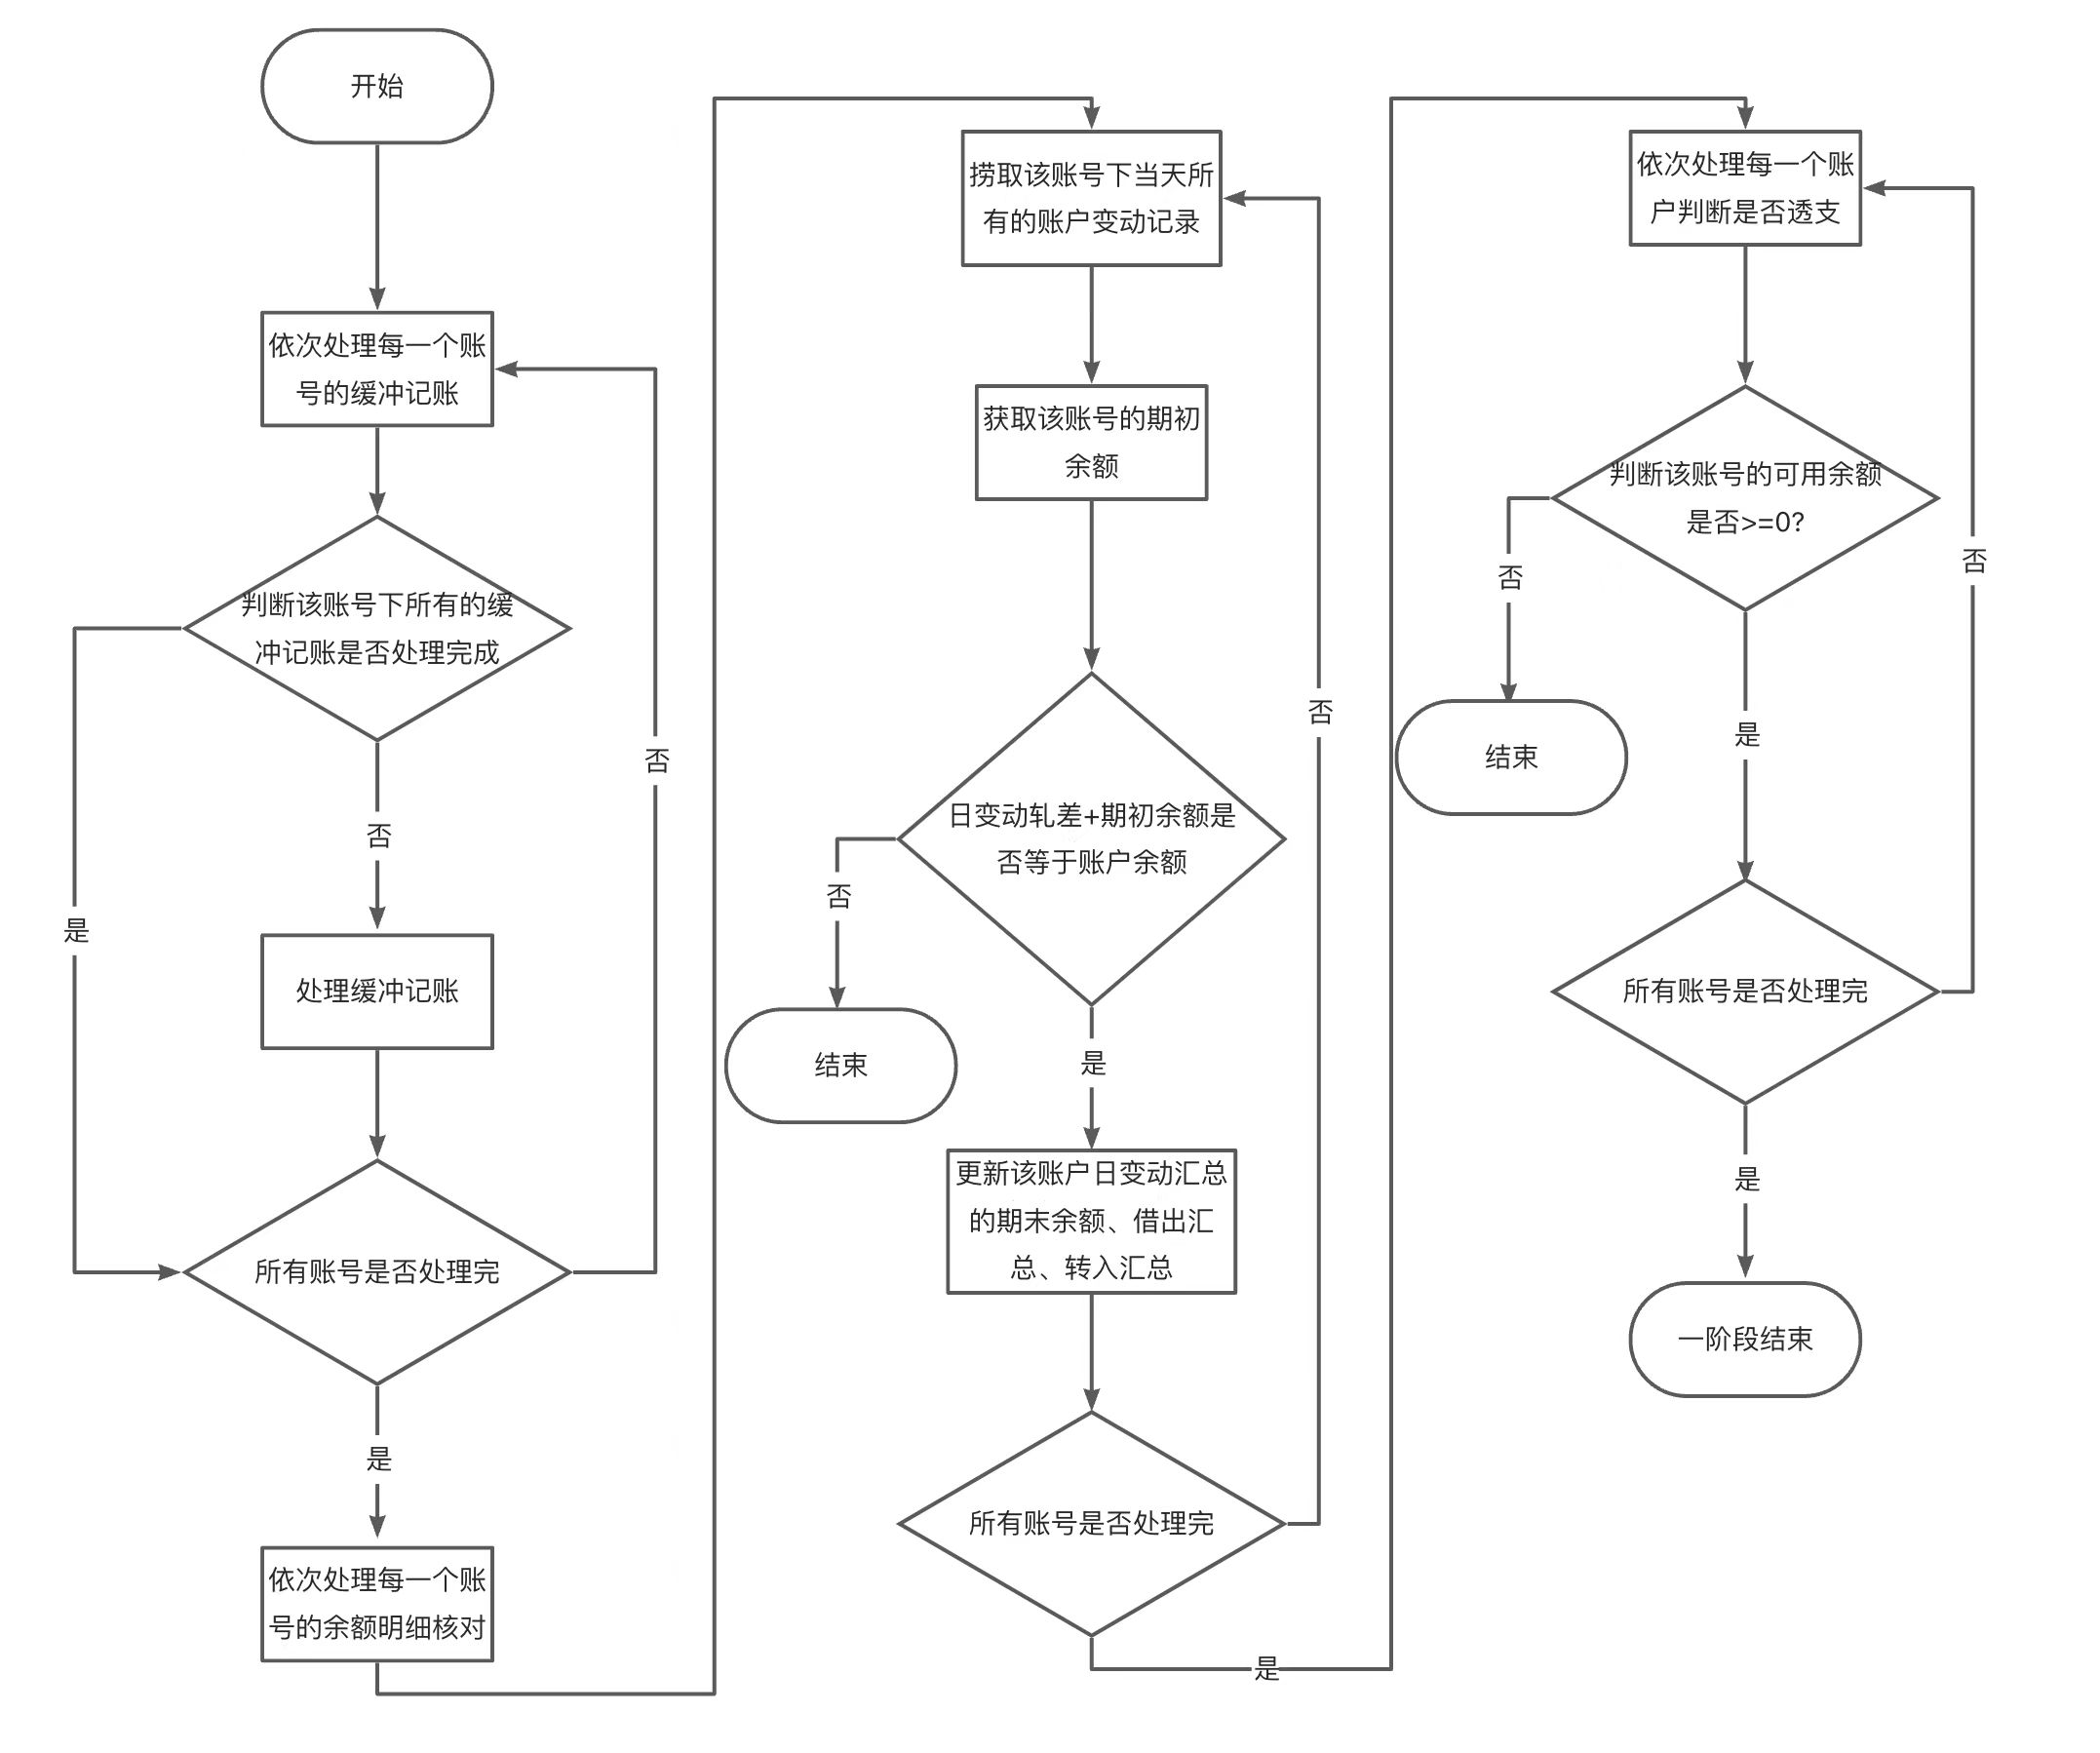 开始
依次处理每一个账
号的缓冲记账
判断该账号下所有的缓
冲记账是否处理完成
是
否
否
处理缓冲记账
所有账号是否处理完
是
依次处理每一个账
号的余额明细核对
捞取该账号下当天所
有的账户变动记录
获取该账号的期初
余额
日变动轧差+期初余额是
否等于账户余额
否
否
结束
是
更新该账户日变动汇总
的期末余额、借出汇
总、转入汇总
所有账号是否处理完
是
依次处理每一个账
户判断是否透支
判断该账号的可用余额
是否>=0?
否
否
结束
是
所有账号是否处理完
是
一阶段结束